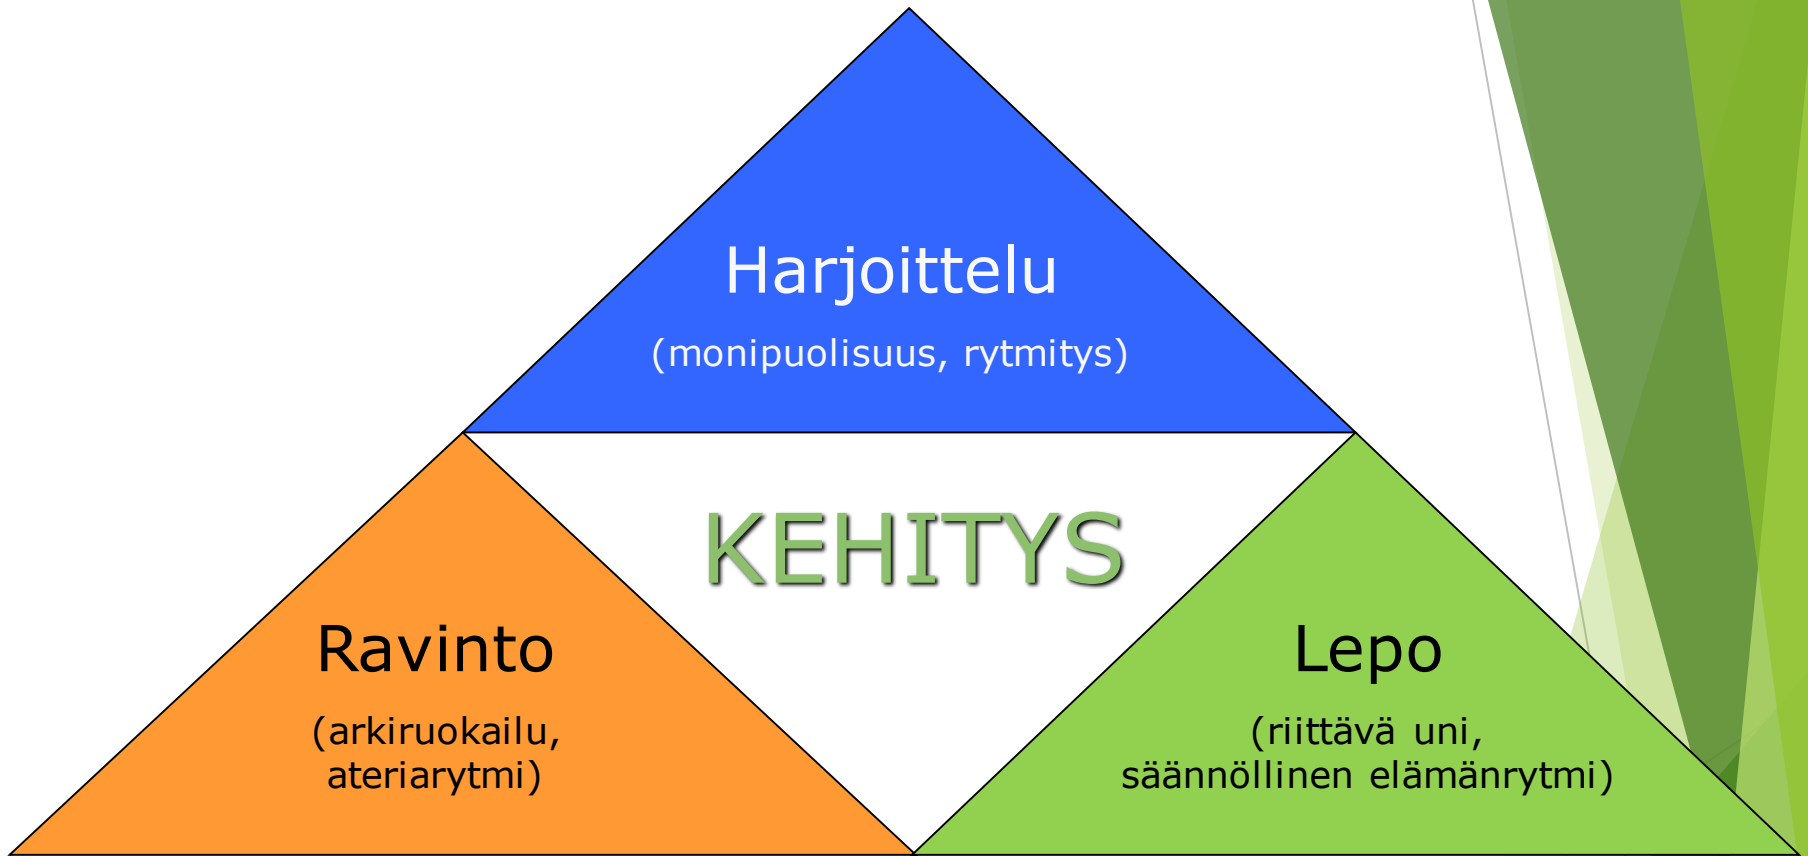 Harjoittelu
(monipuolisuus, rytmitys)
KEHITYS
Ravinto
(arkiruokailu,
ateriarytmi)
Lepo
(riittävä uni,
säännöllinen elämänrytmi)